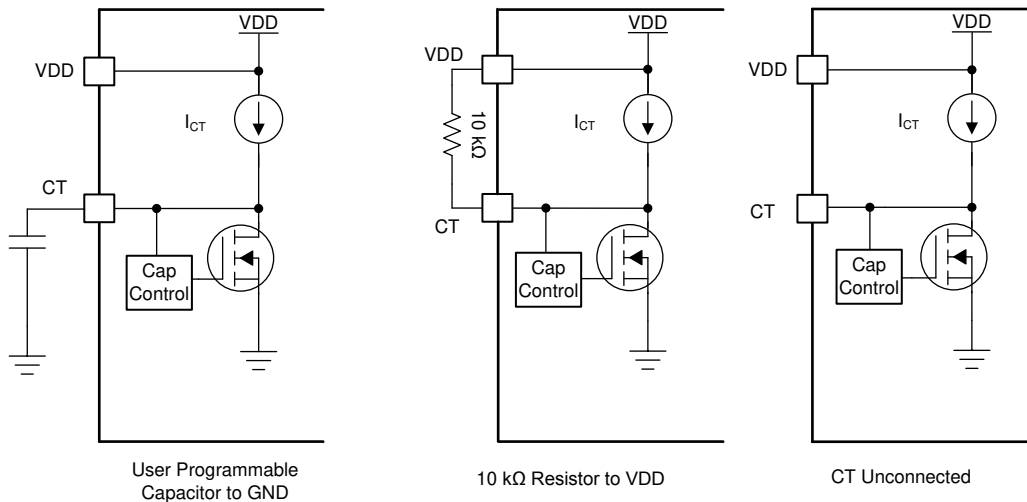 VDD
VDD
I_CT
CT
Cap
Control
User Programmable
Capacitor to GND
VDD
VDD
10 kΩ
I_CT
CT
Cap
Control
10 kΩ Resistor to VDD
VDD
VDD
I_CT
CT
Cap
Control
CT Unconnected